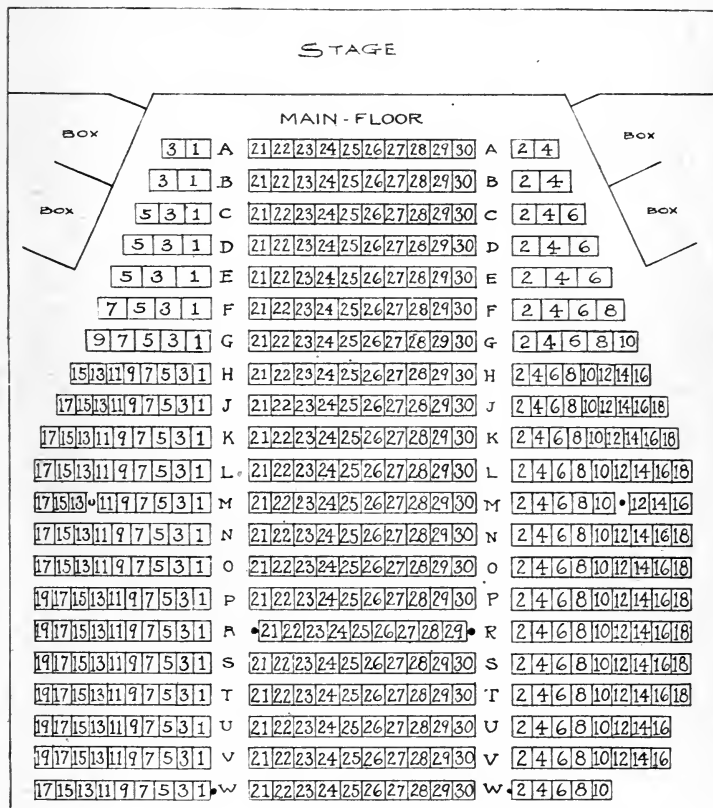 STAGE
MAIN-FLOOR
BOX BOX
3 1 A 21 22 23 24 25 26 27 28 29 30 A 2 4
3 1 B 21 22 23 24 25 26 27 28 29 30 B 2 4
BOX BOX
5 3 1 C 21 22 23 24 25 26 27 28 29 30 C 2 4 6
5 3 1 D 21 22 23 24 25 26 27 28 29 30 D 2 4 6
5 3 1 E 21 22 23 24 25 26 27 28 29 30 E 2 4 6
7 5 3 1 F 21 22 23 24 25 26 27 28 29 30 F 2 4 6 8
9 7 5 3 1 G 21 22 23 24 25 26 27 28 29 30 G 2 4 6 8 10
15 13 11 9 7 5 3 1 H 21 22 23 24 25 26 27 28 29 30 H 2 4 6 8 10 12 14 16
17 15 13 11 9 7 5 3 1 J 21 22 23 24 25 26 27 28 29 30 J 2 4 6 8 10 12 14 16 18
17 15 13 11 9 7 5 3 1 K 21 22 23 24 25 26 27 28 29 30 K 2 4 6 8 10 12 14 16 18
17 15 13 11 9 7 5 3 1 L 21 22 23 24 25 26 27 28 29 30 L 2 4 6 8 10 12 14 16 18
17 15 13 11 9 7 5 3 1 M 21 22 23 24 25 26 27 28 29 30 M 2 4 6 8 10 12 14 16
17 15 13 11 9 7 5 3 1 N 21 22 23 24 25 26 27 28 29 30 N 2 4 6 8 10 12 14 16 18
17 15 13 11 9 7 5 3 1 O 21 22 23 24 25 26 27 28 29 30 O 2 4 6 8 10 12 14 16 18
19 17 15 13 11 9 7 5 3 1 P 21 22 23 24 25 26 27 28 29 30 P 2 4 6 8 10 12 14 16 18
19 17 15 13 11 9 7 5 3 1 R 21 22 23 24 25 26 27 28 29 R 2 4 6 8 10 12 14 16 18
19 17 15 13 11 9 7 5 3 1 S 21 22 23 24 25 26 27 28 29 30 S 2 4 6 8 10 12 14 16 18
19 17 15 13 11 9 7 5 3 1 T 21 22 23 24 25 26 27 28 29 30 T 2 4 6 8 10 12 14 16 18
19 17 15 13 11 9 7 5 3 1 U 21 22 23 24 25 26 27 28 29 30 U 2 4 6 8 10 12 14 16
19 17 15 13 11 9 7 5 3 1 V 21 22 23 24 25 26 27 28 29 30 V 2 4 6 8 10 12 14 16
17 15 13 11 9 7 5 3 1 W 21 22 23 24 25 26 27 28 29 30 W 2 4 6 8 10